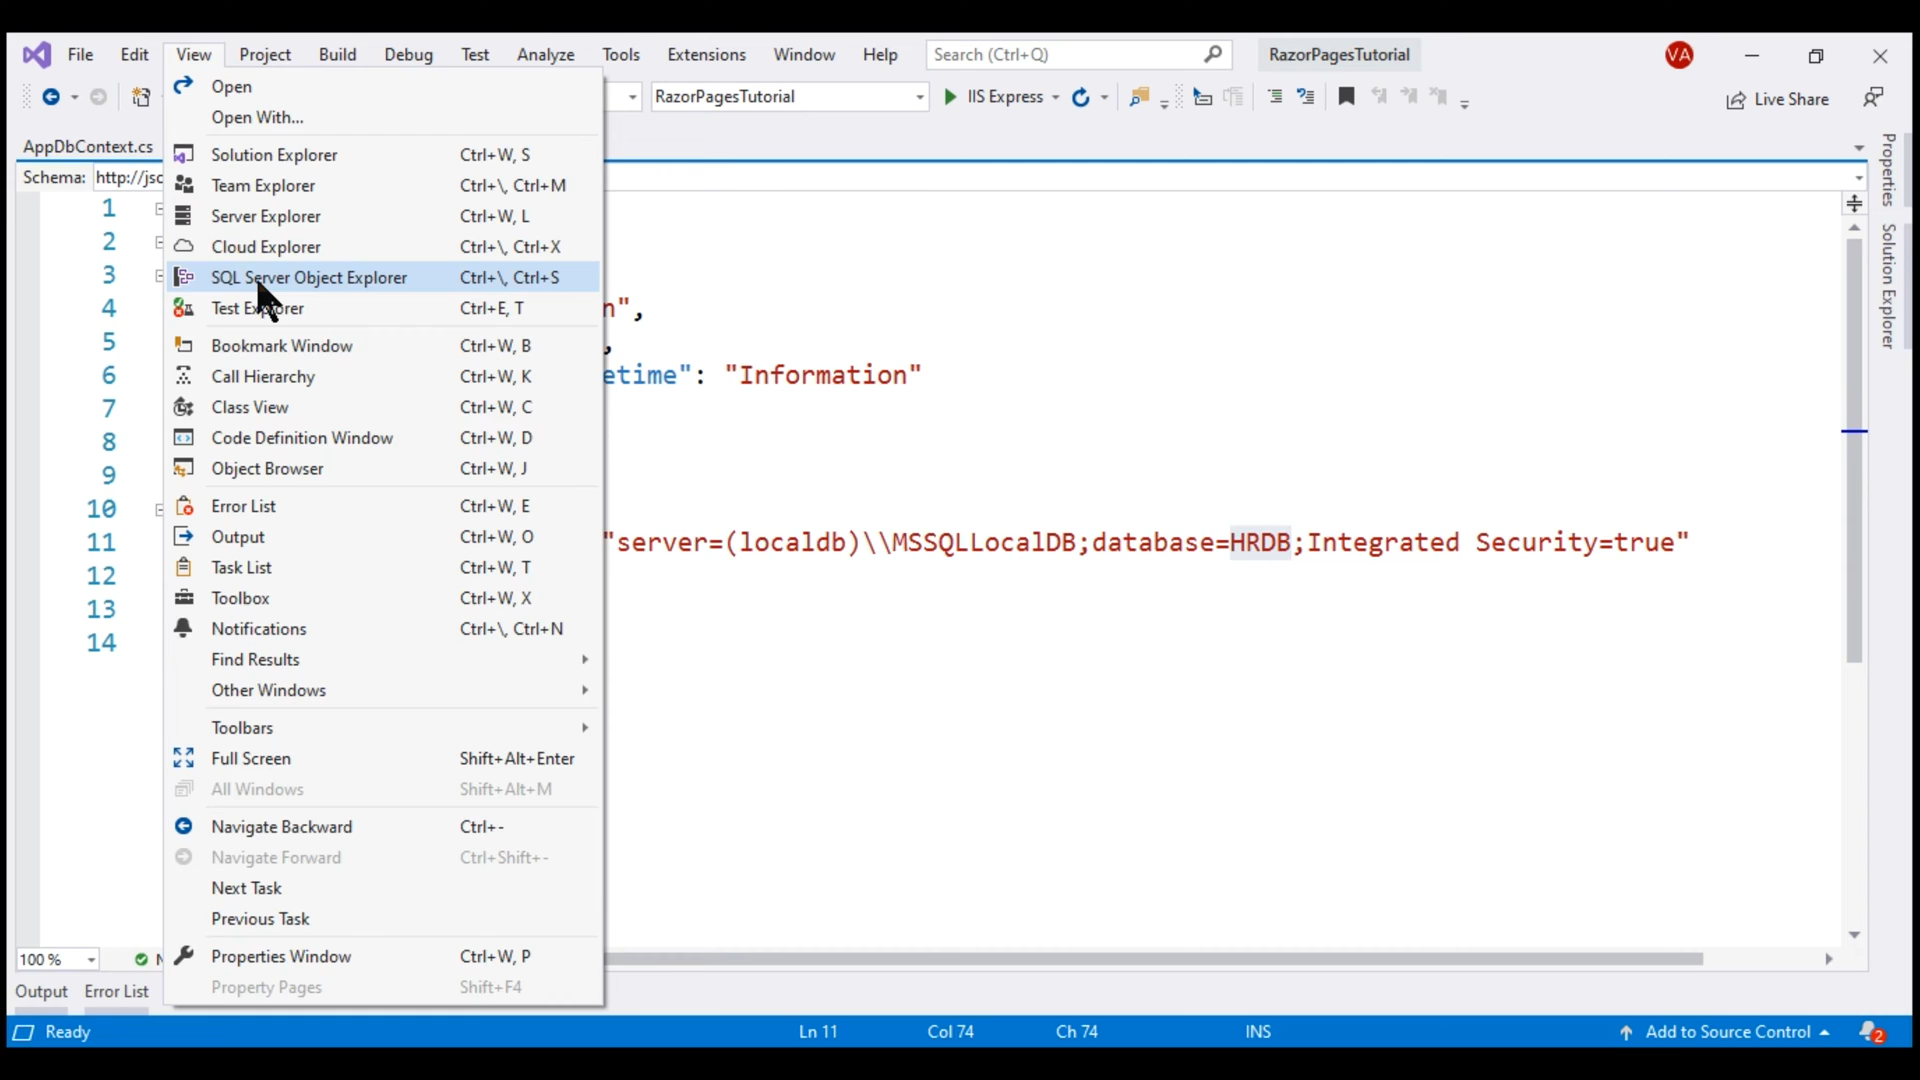 File Edit View Project Build Debug Test Analyze Tools Extensions Window Help Search (Ctrl+Q) RazorPagesTutorial VA
RazorPagesTutorial IIS Express Live Share
AppDbContext.cs
Schema: http://jsc
Open
Open With...
Solution Explorer Ctrl+W, S
Team Explorer Ctrl+\, Ctrl+M
Server Explorer Ctrl+W, L
Cloud Explorer Ctrl+\, Ctrl+X
SQL Server Object Explorer Ctrl+\, Ctrl+S
Test Explorer Ctrl+E, T
Bookmark Window Ctrl+W, B
Call Hierarchy Ctrl+W, K
Class View Ctrl+W, C
Code Definition Window Ctrl+W, D
Object Browser Ctrl+W, J
Error List Ctrl+W, E
Output Ctrl+W, O
Task List Ctrl+W, T
Toolbox Ctrl+W, X
Notifications Ctrl+\, Ctrl+N
Find Results
Other Windows
Toolbars
Full Screen Shift+Alt+Enter
All Windows Shift+Alt+M
Navigate Backward Ctrl+-
Navigate Forward Ctrl+Shift+-
Next Task
Previous Task
Properties Window Ctrl+W, P
Property Pages Shift+F4
1
2
3
4 n",
5 ,
6 etime": "Information"
7
8
9
10
11 "server=(localdb)\\MSSQLLocalDB;database=HRDB;Integrated Security=true"
12
13
14
Properties
Solution Explorer
100 % N
Output Error List
Ready Ln 11 Col 74 Ch 74 INS Add to Source Control 2